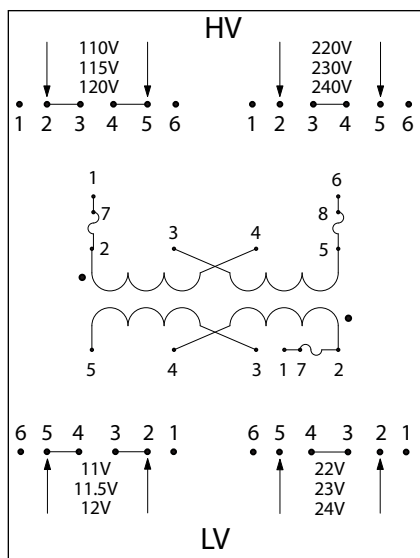 HV
110V 220V
115V 230V
120V 240V
1 2 3 4 5 6 1 2 3 4 5 6
1 6
7 8
2 3 4 5
5 4 3 1 7 2
6 5 4 3 2 1 6 5 4 3 2 1
11V 22V
11.5V 23V
12V 24V
LV